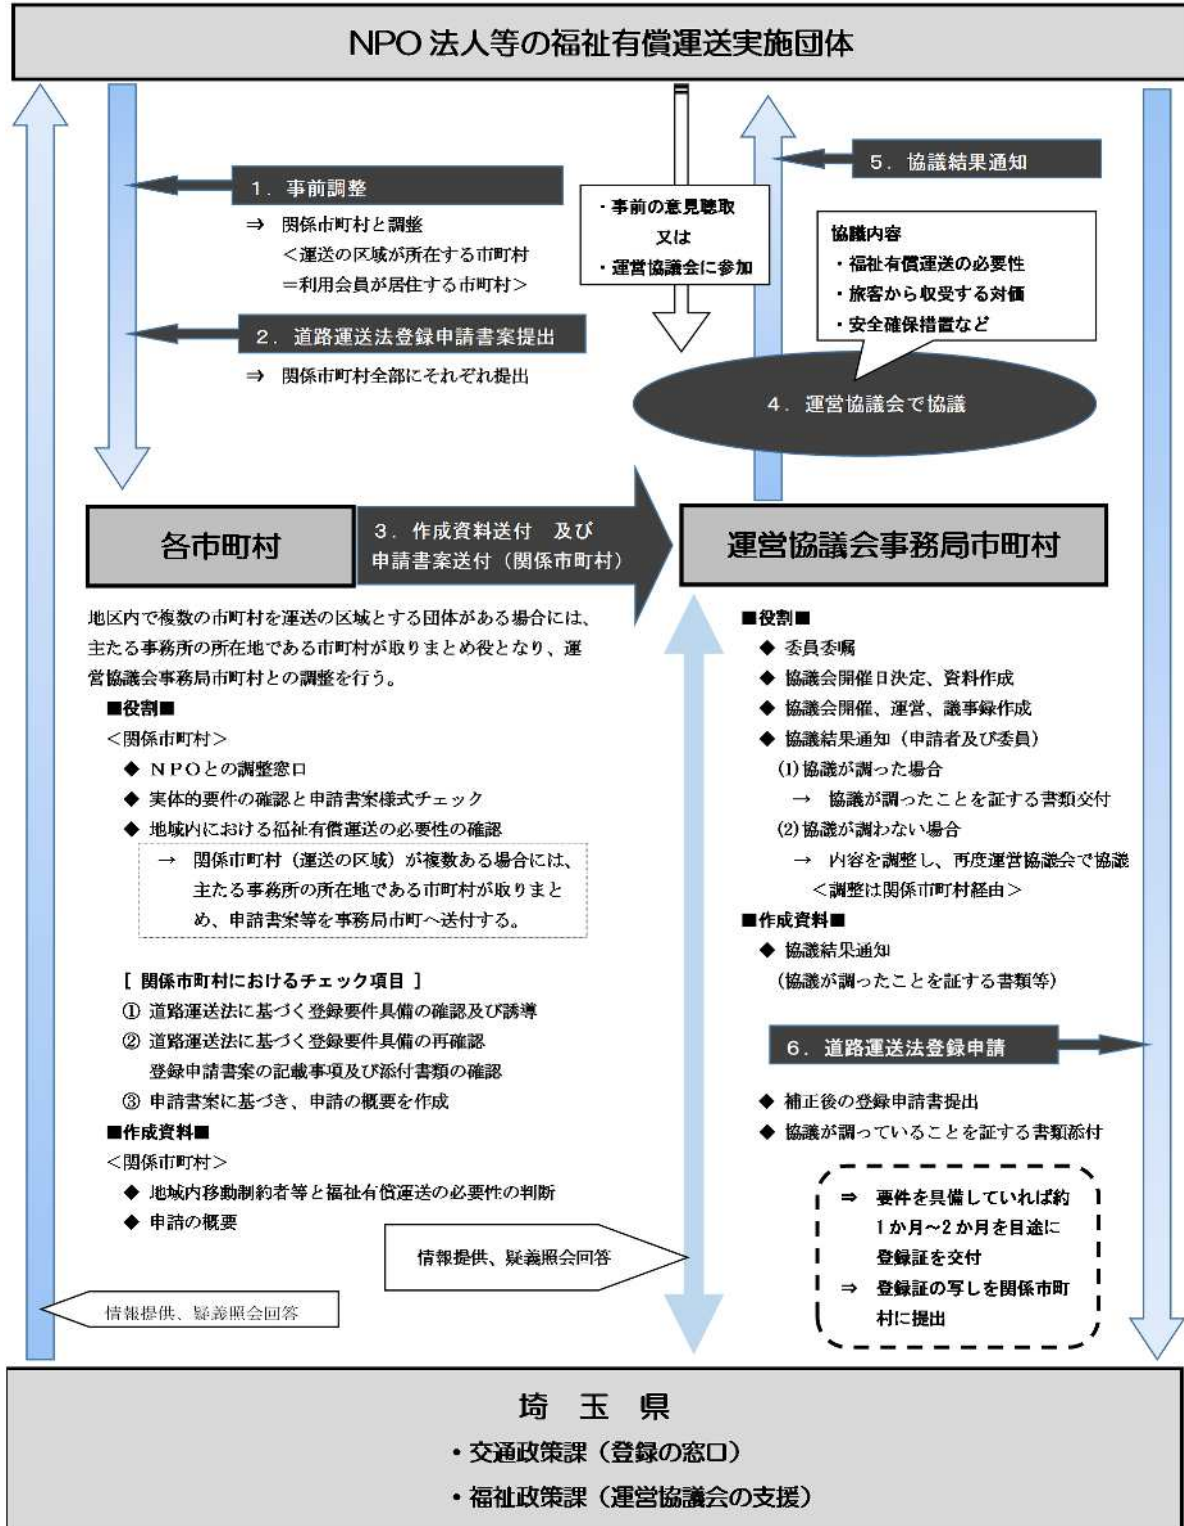 NPO 法人等の福祉有償運送実施団体
1．事前調整
⇒ 関係市町村と調整
＜運送の区域が所在する市町村
＝利用会員が居住する市町村＞
2．道路運送法登録申請書案提出
⇒ 関係市町村全部にそれぞれ提出
・事前の意見聴取
又は
・運営協議会に参加
5．協議結果通知
協議内容
・福祉有償運送の必要性
・旅客から収受する対価
・安全確保措置など
4．運営協議会で協議
各市町村
3．作成資料送付 及び
申請書案送付（関係市町村）
運営協議会事務局市町村
地区内で複数の市町村を運送の区域とする団体がある場合には、
主たる事務所の所在地である市町村が取りまとめ役となり、運
営協議会事務局市町村との調整を行う。
■役割■
＜関係市町村＞
◆ ＮＰＯとの調整窓口
◆ 実体的要件の確認と申請書案様式チェック
◆ 地域内における福祉有償運送の必要性の確認
→ 関係市町村（運送の区域）が複数ある場合には、
主たる事務所の所在地である市町村が取りまと
め、申請書案等を事務局市町へ送付する。
［ 関係市町村におけるチェック項目 ］
① 道路運送法に基づく登録要件具備の確認及び誘導
② 道路運送法に基づく登録要件具備の再確認
登録申請書案の記載事項及び添付書類の確認
③ 申請書案に基づき、申請の概要を作成
■作成資料■
＜関係市町村＞
◆ 地域内移動制約者等と福祉有償運送の必要性の判断
◆ 申請の概要
■役割■
◆ 委員委嘱
◆ 協議会開催日決定、資料作成
◆ 協議会開催、運営、議事録作成
◆ 協議結果通知（申請者及び委員）
(1)協議が調った場合
→ 協議が調ったことを証する書類交付
(2)協議が調わない場合
→ 内容を調整し、再度運営協議会で協議
＜調整は関係市町村経由＞
■作成資料■
◆ 協議結果通知
(協議が調ったことを証する書類等)
6．道路運送法登録申請
◆ 補正後の登録申請書提出
◆ 協議が調っていることを証する書類添付
⇒ 要件を具備していれば約
1か月～2か月を目途に
登録証を交付
⇒ 登録証の写しを関係市町
村に提出
情報提供、疑義照会回答
情報提供、疑義照会回答
埼 玉 県
・交通政策課（登録の窓口）
・福祉政策課（運営協議会の支援）